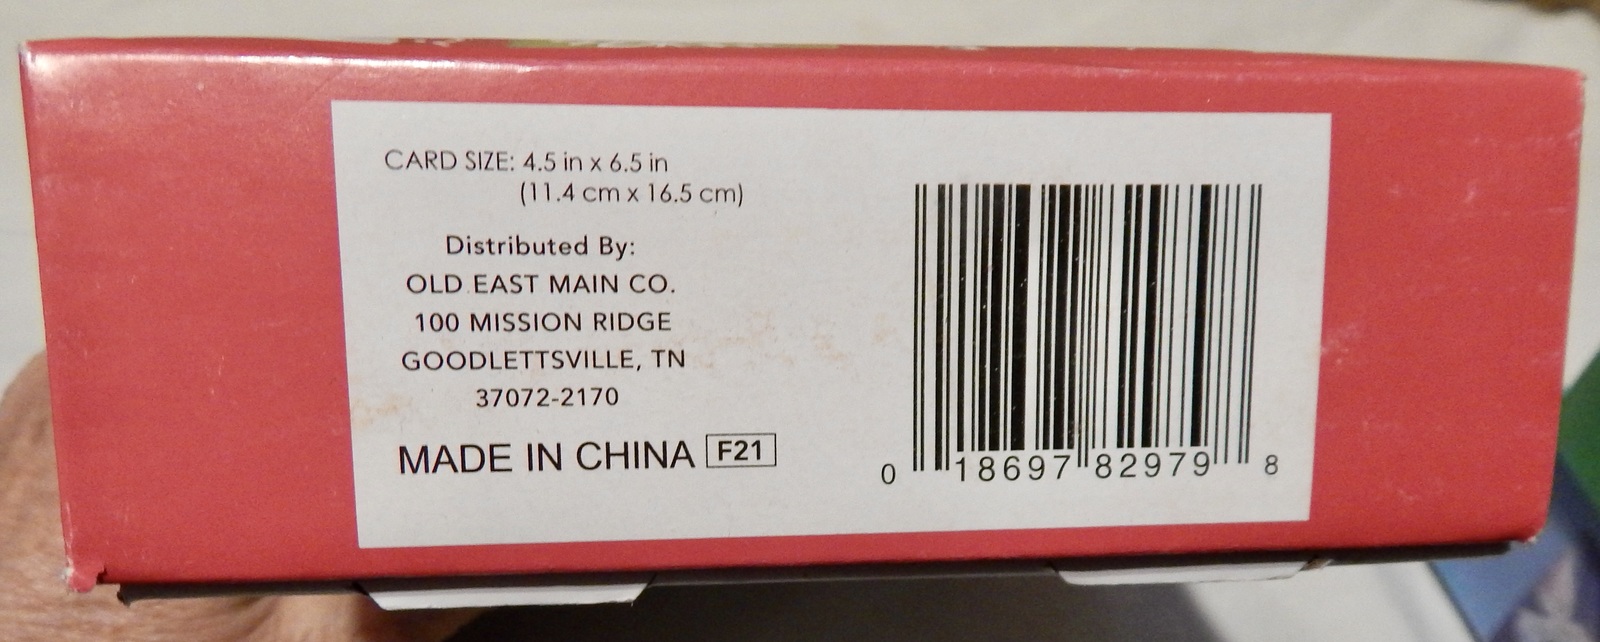 CARD SIZE: 4.5 in x 6.5 in
(11.4 cm x 16.5 cm)
Distributed By:
OLD EAST MAIN CO.
100 MISSION RIDGE
GOODLETTSVILLE, TN
37072-2170
MADE IN CHINA F21
0 18697 82979 8